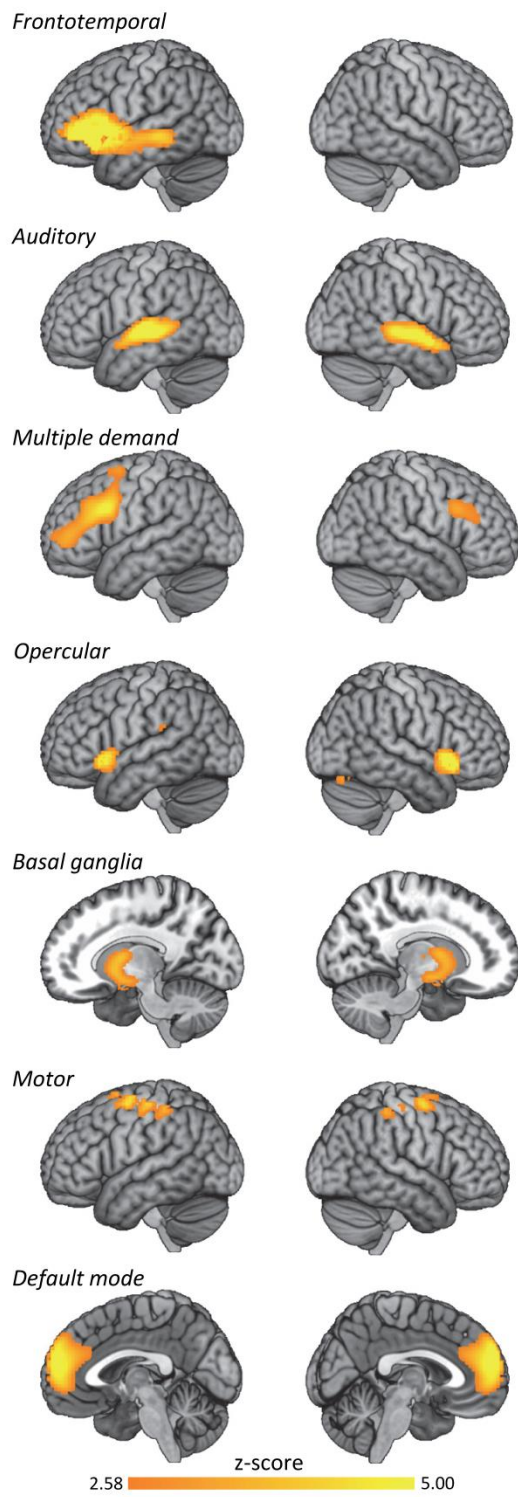 Frontotemporal
Auditory
Multiple demand
Opercular
Basal ganglia
Motor
Default mode
z-score
2.58 5.00